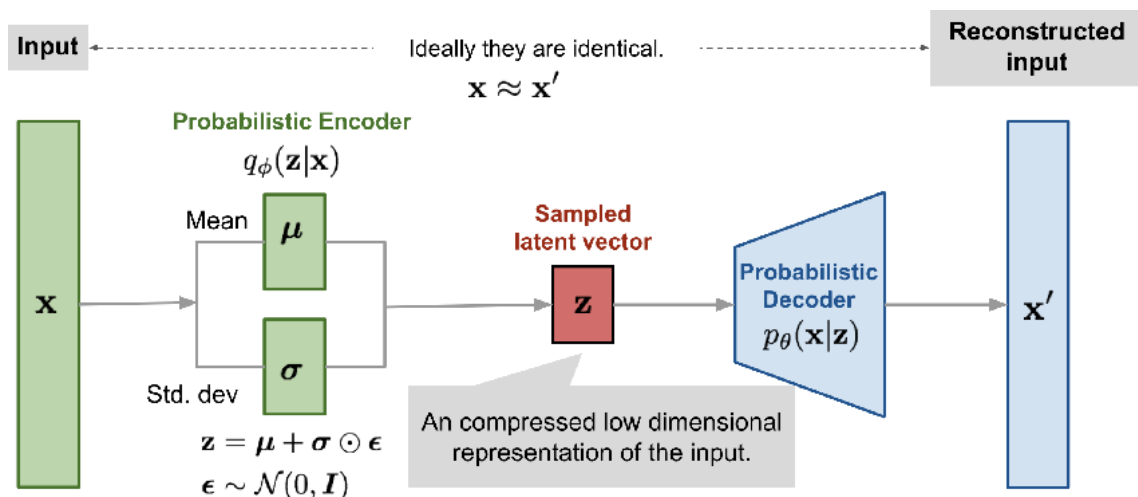 Input
Ideally they are identical.
x ≈ x′
Reconstructed
input
Probabilistic Encoder
qϕ(z|x)
Mean
μ
x
σ
Std. dev
z = μ + σ ⊙ ϵ
ϵ ∼ 𝒩(0, I)
Sampled
latent vector
z
An compressed low dimensional
representation of the input.
Probabilistic
Decoder
pθ(x|z)
x′